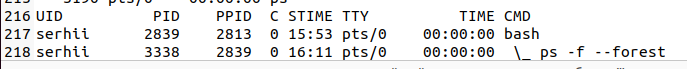 216 UID        PID  PPID  C STIME TTY          TIME CMD
217 serhii    2839  2813  0 15:53 pts/0    00:00:00 bash
218 serhii    3338  2839  0 16:11 pts/0    00:00:00  \_ ps -f --forest